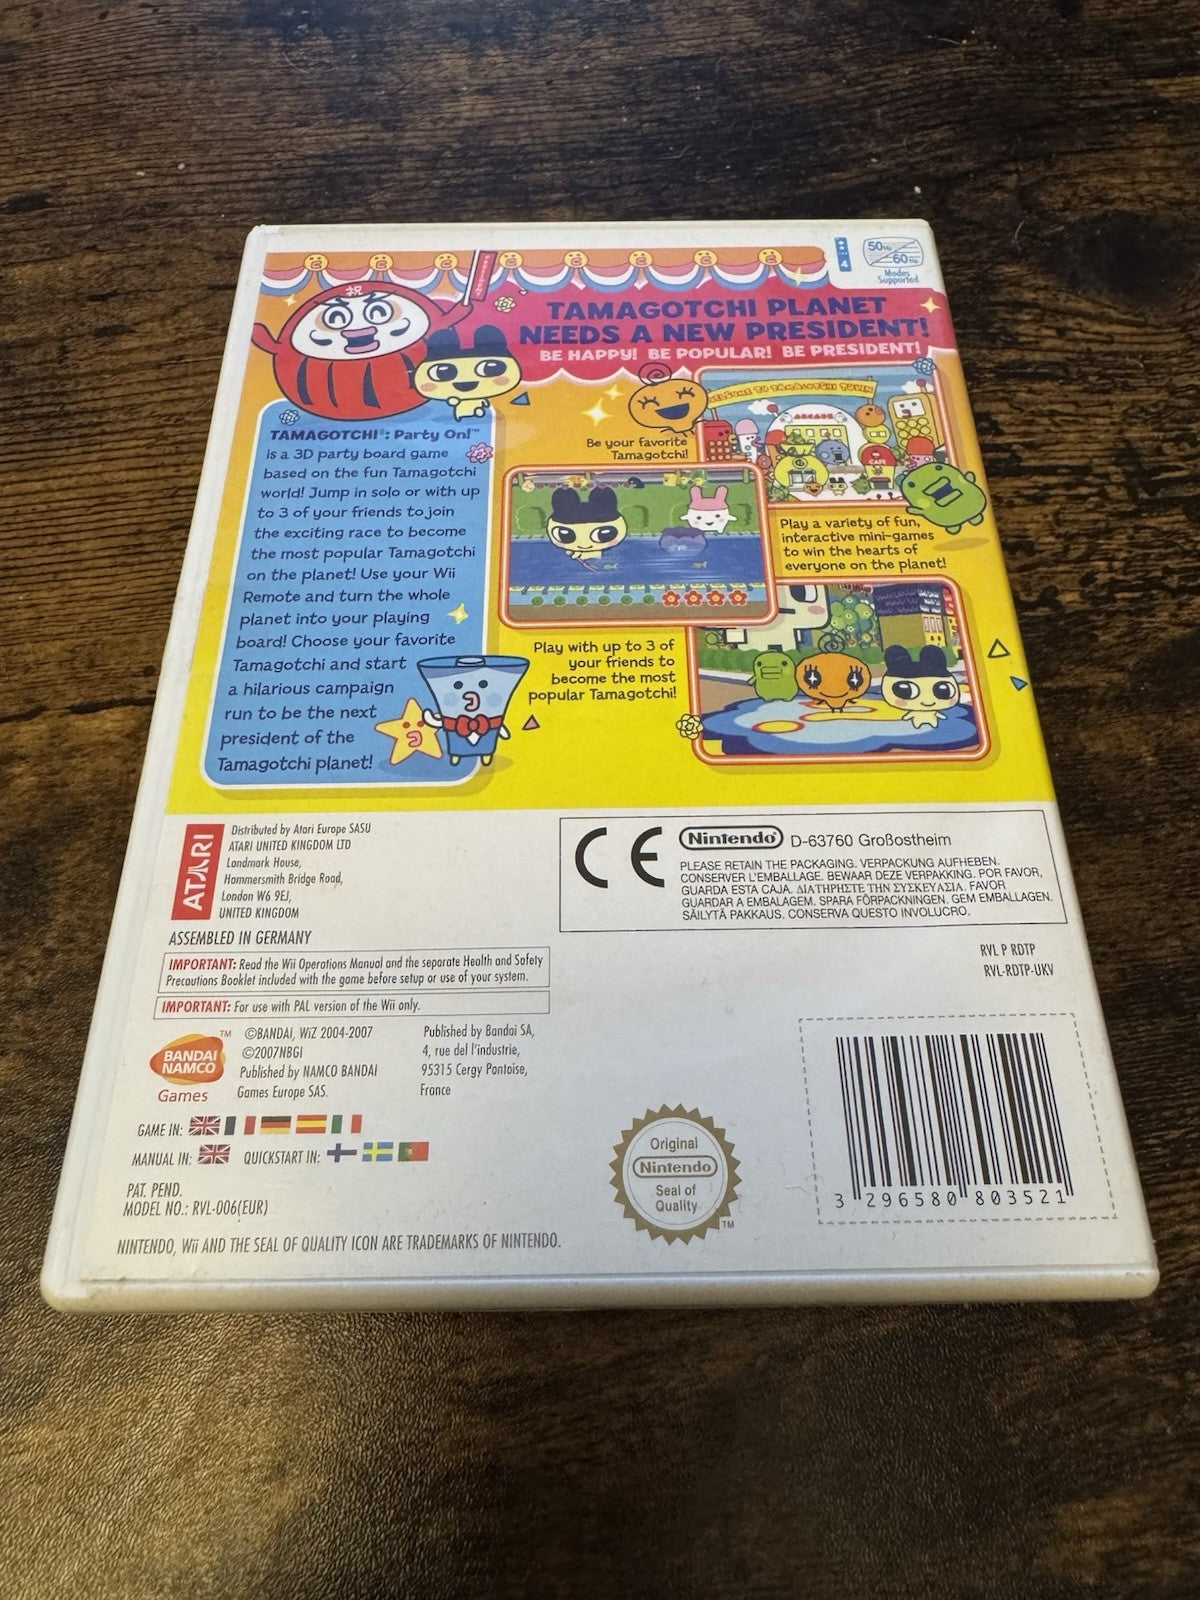 50Hz
60Hz
Modes
Supported
4
祝
TAMAGOTCHI PLANET
NEEDS A NEW PRESIDENT!
BE HAPPY! BE POPULAR! BE PRESIDENT!
TAMAGOTCHI®: Party On!™
is a 3D party board game
based on the fun Tamagotchi
world! Jump in solo or with up
to 3 of your friends to join
the exciting race to become
the most popular Tamagotchi
on the planet! Use your Wii
Remote and turn the whole
planet into your playing
board! Choose your favorite
Tamagotchi and start
a hilarious campaign
run to be the next
president of the
Tamagotchi planet!
Be your favorite
Tamagotchi!
WELCOME TO TAMAGOTCHI TOWN
ARCADE
CAFE
Play a variety of fun,
interactive mini-games
to win the hearts of
everyone on the planet!
Play with up to 3 of
your friends to
become the most
popular Tamagotchi!
ATARI
Distributed by Atari Europe SASU
ATARI UNITED KINGDOM LTD
Landmark House,
Hammersmith Bridge Road,
London W6 9EJ,
UNITED KINGDOM
ASSEMBLED IN GERMANY
IMPORTANT: Read the Wii Operations Manual and the separate Health and Safety
Precautions Booklet included with the game before setup or use of your system.
IMPORTANT: For use with PAL version of the Wii only.
CE
Nintendo® D-63760 Großostheim
PLEASE RETAIN THE PACKAGING. VERPACKUNG AUFHEBEN.
CONSERVER L'EMBALLAGE. BEWAAR DEZE VERPAKKING. POR FAVOR,
GUARDA ESTA CAJA. ΔΙΑΤΗΡΗΣΤΕ ΤΗΝ ΣΥΣΚΕΥΑΣΙΑ. FAVOR
GUARDAR A EMBALAGEM. SPARA FÖRPACKNINGEN. GEM EMBALLAGEN.
SÄILYTÄ PAKKAUS. CONSERVA QUESTO INVOLUCRO.
RVL P RDTP
RVL-RDTP-UKV
BANDAI
NAMCO
™
Games
©BANDAI, WiZ 2004-2007
©2007NBGI
Published by NAMCO BANDAI
Games Europe SAS.
Published by Bandai SA,
4, rue del l'industrie,
95315 Cergy Pontoise,
France
GAME IN:
MANUAL IN: QUICKSTART IN:
PAT. PEND.
MODEL NO.: RVL-006(EUR)
NINTENDO, Wii AND THE SEAL OF QUALITY ICON ARE TRADEMARKS OF NINTENDO.
Original
Nintendo
Seal of
Quality
™
3 296580 803521